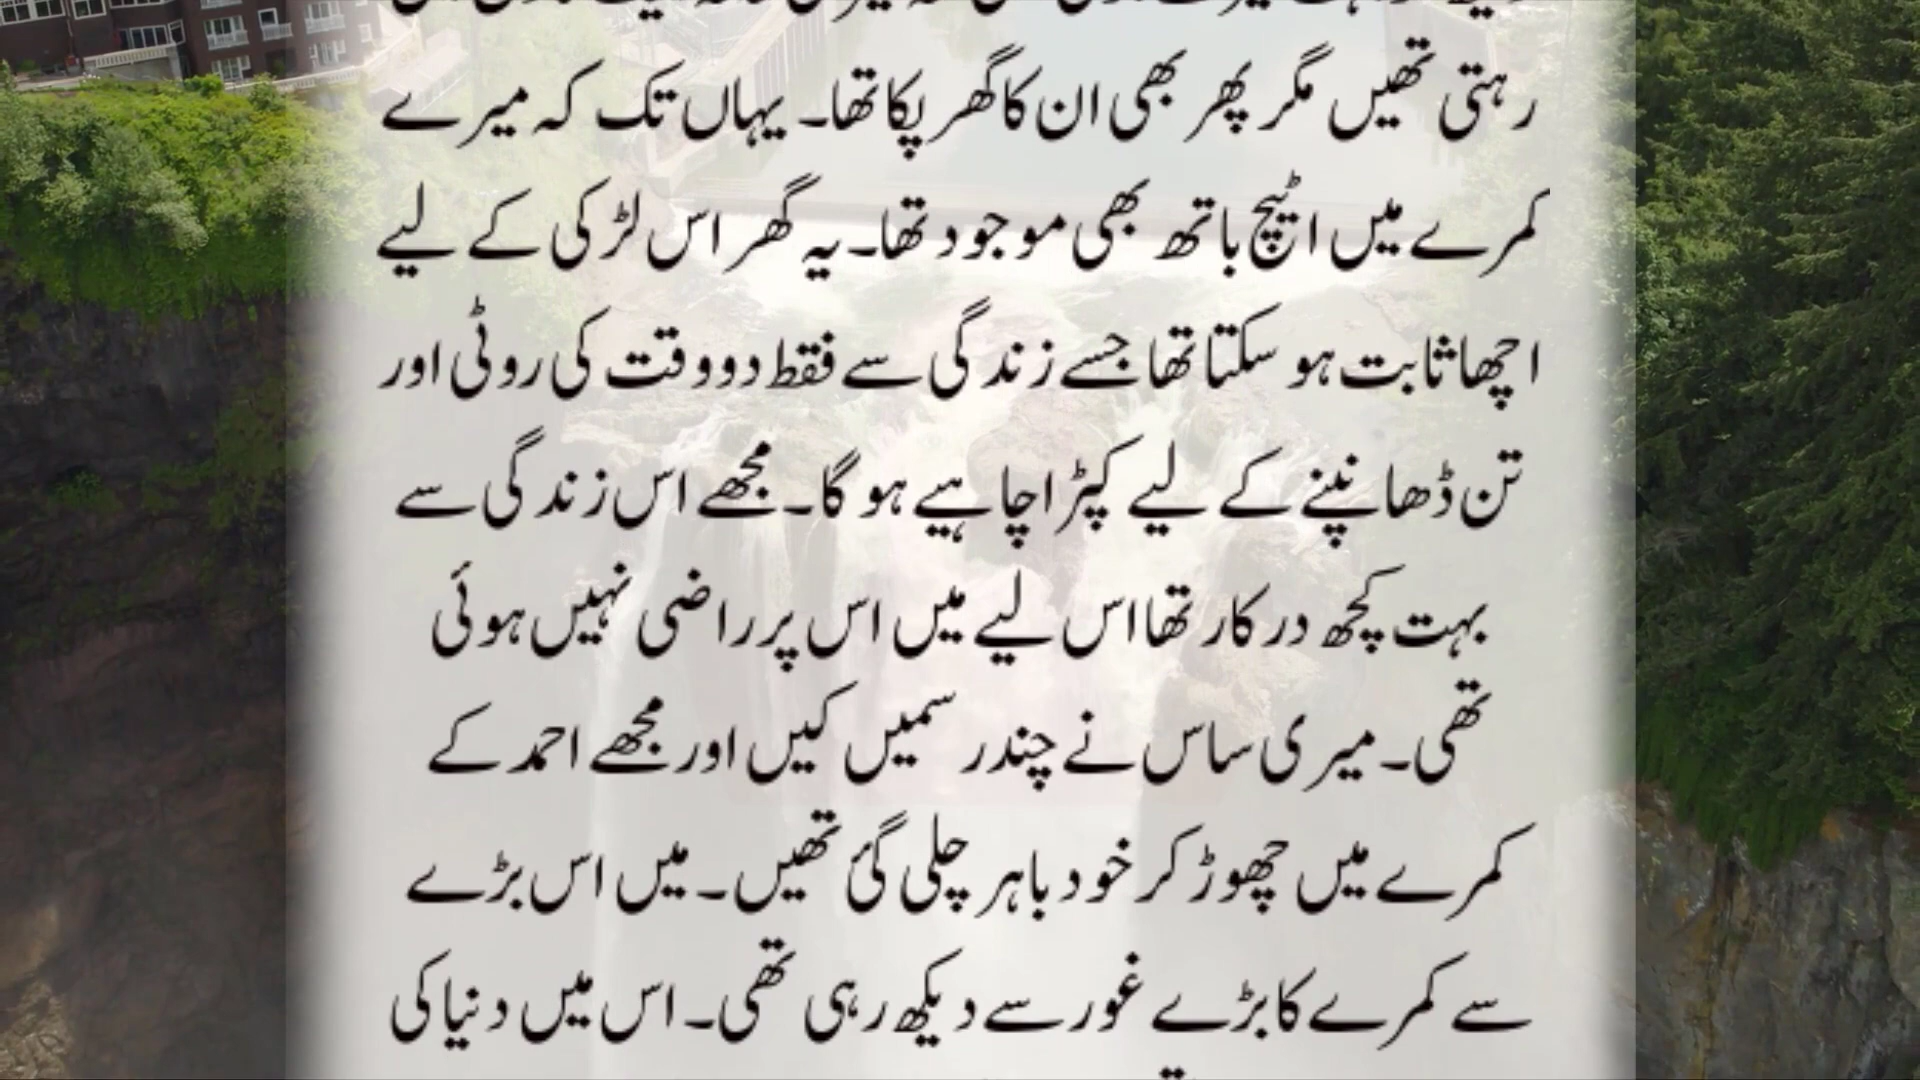 رہتی تھیں مگر پھر بھی ان کا گھر پکا تھا۔ یہاں تک کہ میرے
کمرے میں اٹیچ باتھ بھی موجود تھا۔ یہ گھر اس لڑکی کے لیے
اچھا ثابت ہو سکتا تھا جسے زندگی سے فقط دو وقت کی روٹی اور
تن ڈھانپنے کے لیے کپڑا چاہیے ہو گا۔ مجھے اس زندگی سے
بہت کچھ درکار تھا اس لیے میں اس پر راضی نہیں ہوئی
تھی۔ میری ساس نے چند رسمیں کیں اور مجھے احمد کے
کمرے میں چھوڑ کر خود باہر چلی گئ تھیں۔ میں اس بڑے
سے کمرے کا بڑے غور سے دیکھ رہی تھی۔ اس میں دنیا کی